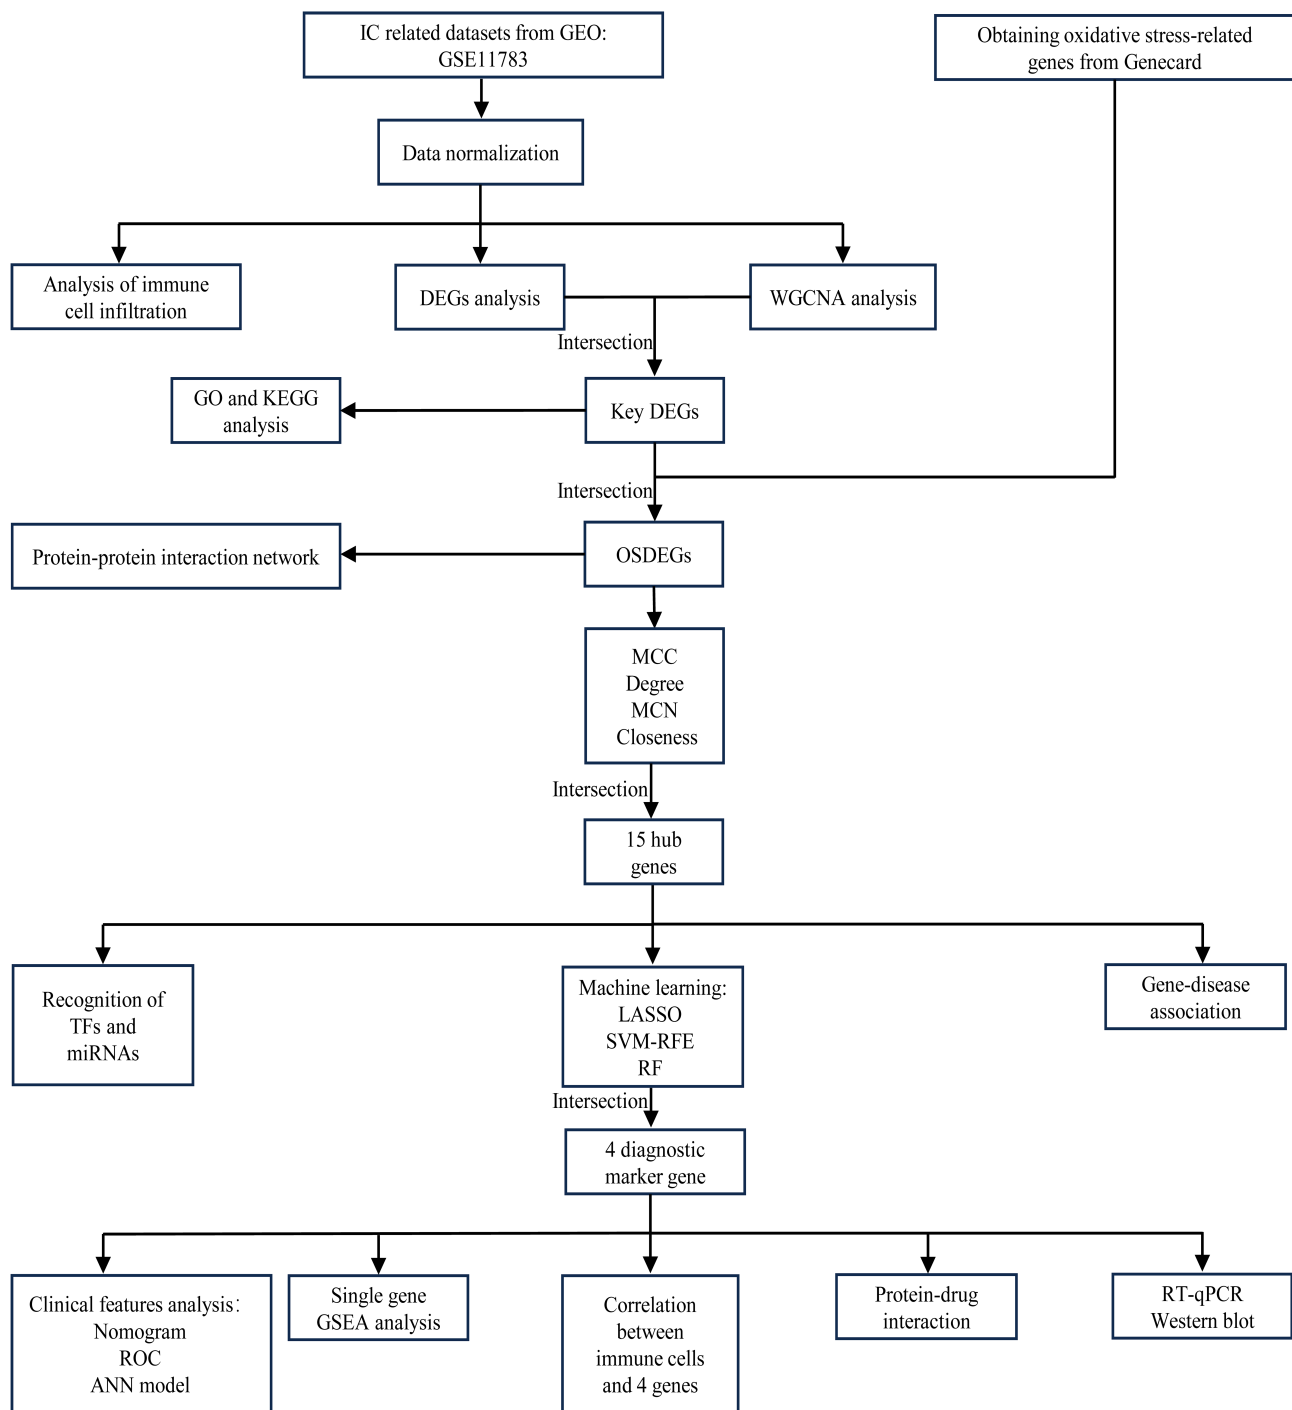 IC related datasets from GEO:
GSE11783
Obtaining oxidative stress-related
genes from Genecard
Data normalization
Analysis of immune
cell infiltration
DEGs analysis
WGCNA analysis
Intersection
GO and KEGG
analysis
Key DEGs
Intersection
Protein-protein interaction network
OSDEGs
MCC
Degree
MCN
Closeness
Intersection
15 hub
genes
Recognition of
TFs and
miRNAs
Machine learning:
LASSO
SVM-RFE
RF
Gene-disease
association
Intersection
4 diagnostic
marker gene
Clinical features analysis:
Nomogram
ROC
ANN model
Single gene
GSEA analysis
Correlation
between
immune cells
and 4 genes
Protein-drug
interaction
RT-qPCR
Western blot